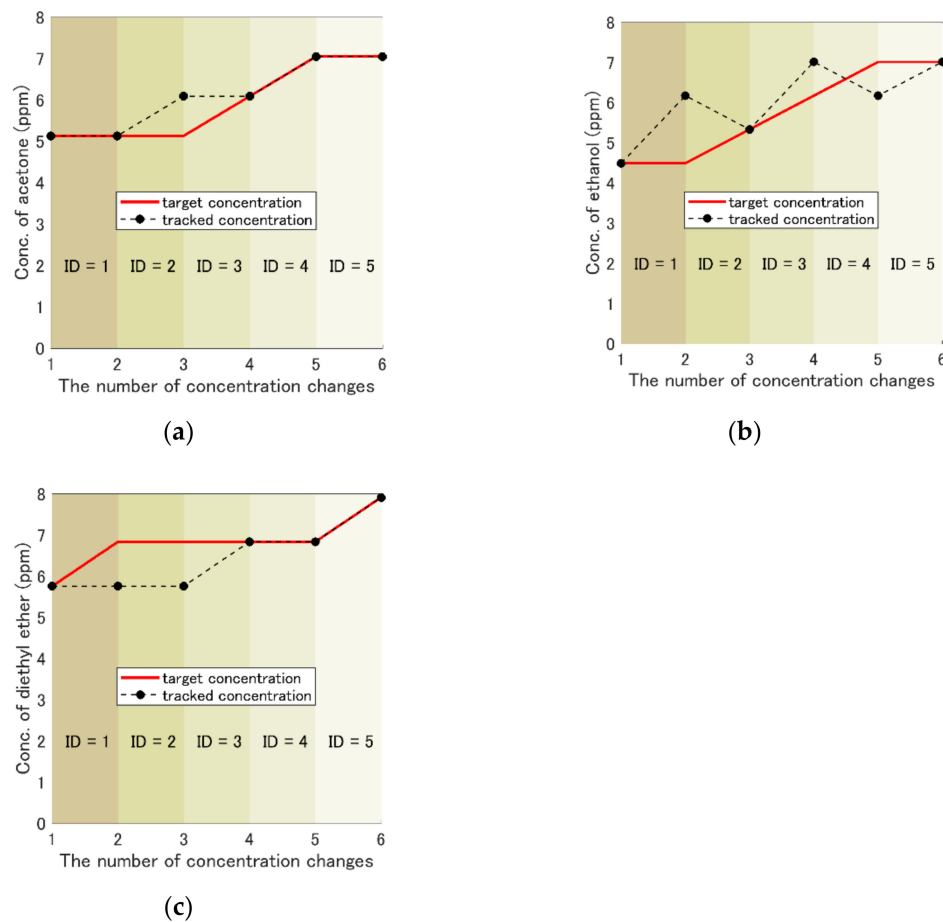 8
7
6
5
4
3
2
1
0
Conc. of acetone (ppm)
target concentration
tracked concentration
ID = 1 ID = 2 ID = 3 ID = 4 ID = 5
1 2 3 4 5 6
The number of concentration changes
(a)
8
7
6
5
4
3
2
1
0
Conc. of ethanol (ppm)
target concentration
tracked concentration
ID = 1 ID = 2 ID = 3 ID = 4 ID = 5
1 2 3 4 5 6
The number of concentration changes
(b)
8
7
6
5
4
3
2
1
0
Conc. of diethyl ether (ppm)
target concentration
tracked concentration
ID = 1 ID = 2 ID = 3 ID = 4 ID = 5
1 2 3 4 5 6
The number of concentration changes
(c)